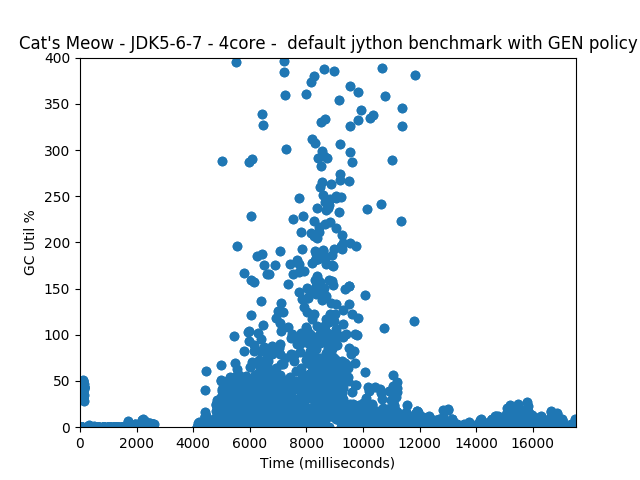 Cat's Meow - JDK5-6-7 - 4core -  default jython benchmark with GEN policy
400
350
300
250
200
150
100
50
0
GC Util %
0 2000 4000 6000 8000 10000 12000 14000 16000
Time (milliseconds)